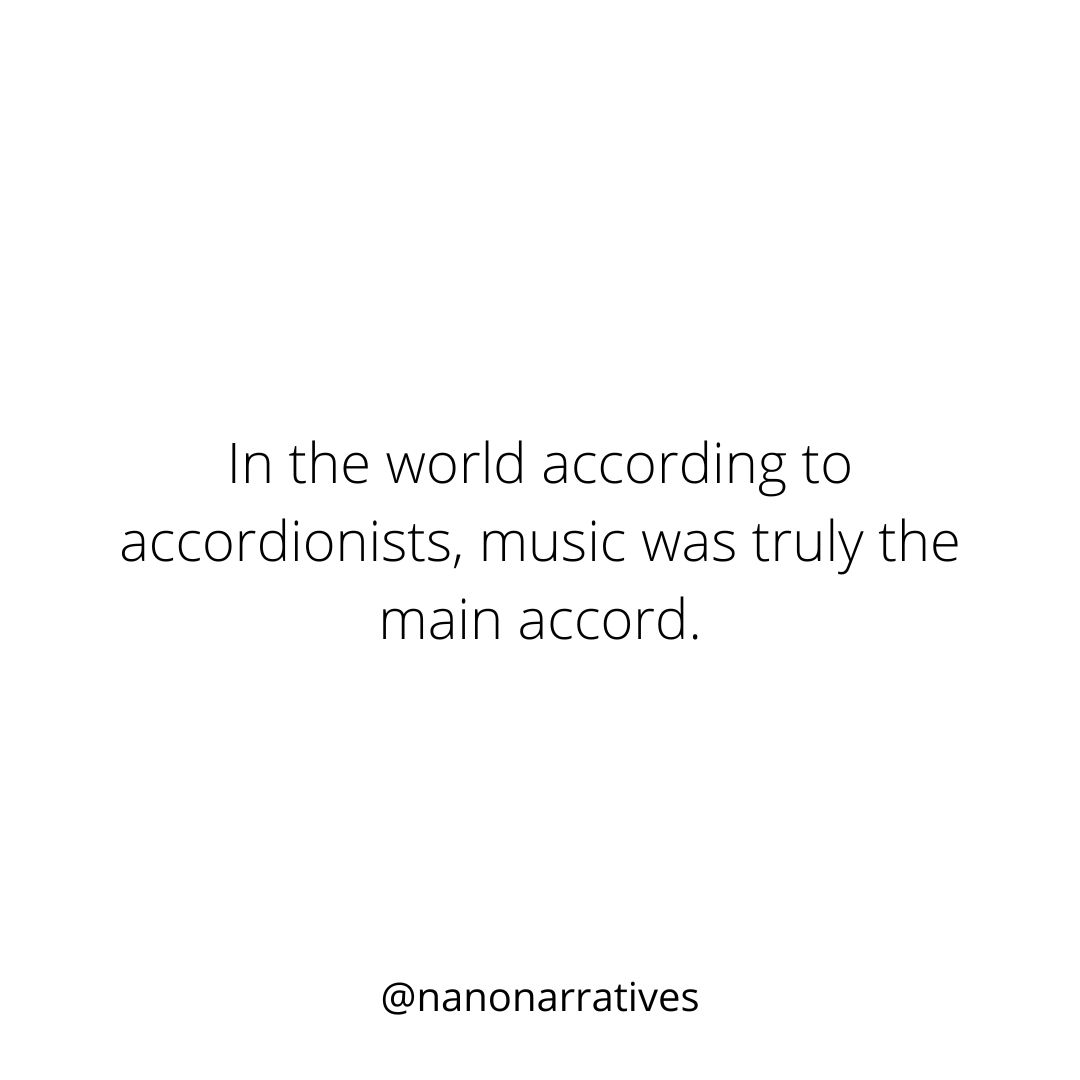 In the world according to
accordionists, music was truly the
main accord.
@nanonarratives